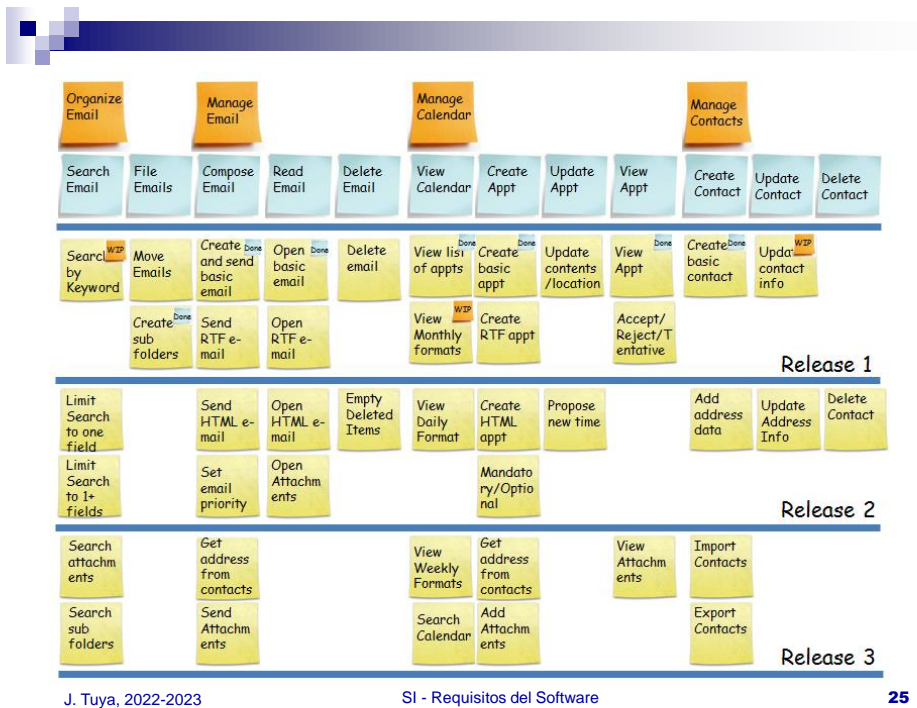 Organize
Email
Manage
Email
Manage
Calendar
Manage
Contacts
Search
Email
File
Emails
Compose
Email
Read
Email
Delete
Email
View
Calendar
Create
Appt
Update
Appt
View
Appt
Create
Contact
Update
Contact
Delete
Contact
Search WIP
by
Keyword
Move
Emails
Create Done
and send
basic
email
Open Done
basic
email
Delete
email
View list Done
of appts
Create Done
basic
appt
Update
contents
/location
View Done
Appt
Create Done
basic
contact
Updat WIP
contact
info
Create Done
sub
folders
Send
RTF e-
mail
Open
RTF e-
mail
View WIP
Monthly
formats
Create
RTF appt
Accept/
Reject/T
entative
Release 1
Limit
Search
to one
field
Send
HTML e-
mail
Open
HTML e-
mail
Empty
Deleted
Items
View
Daily
Format
Create
HTML
appt
Propose
new time
Add
address
data
Update
Address
Info
Delete
Contact
Limit
Search
to 1+
fields
Set
email
priority
Open
Attachm
ents
Mandato
ry/Optio
nal
Release 2
Search
attachm
ents
Get
address
from
contacts
View
Weekly
Formats
Get
address
from
contacts
View
Attachm
ents
Import
Contacts
Search
sub
folders
Send
Attachm
ents
Search
Calendar
Add
Attachm
ents
Export
Contacts
Release 3
J. Tuya, 2022-2023
SI - Requisitos del Software
25